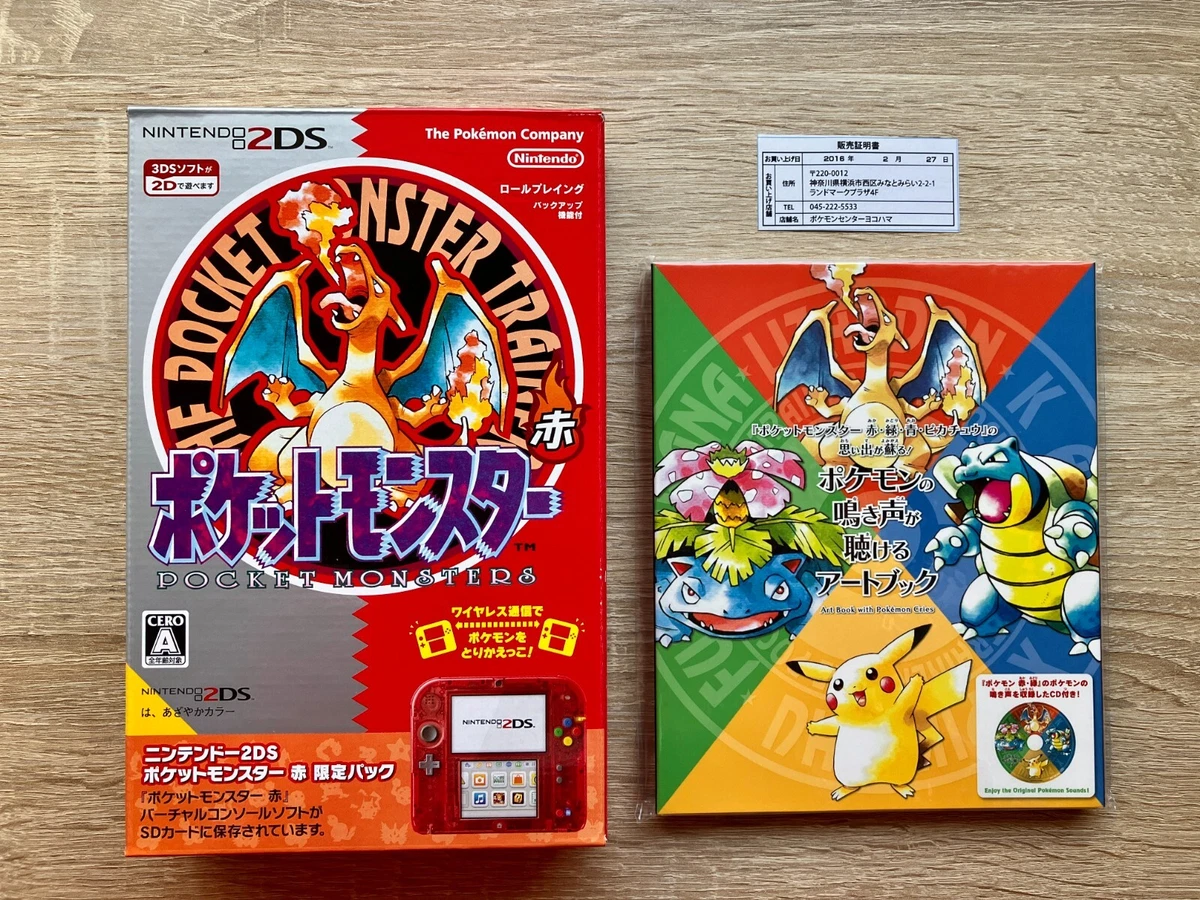 NINTENDO 2DS™
The Pokémon Company
Nintendo®
3DSソフトが
2Dで遊べます
ロールプレイング
バックアップ
機能付
POCKET MONSTER TRAI
赤
ポケットモンスター™
POCKET MONSTERS
ワイヤレス通信で
ポケモンを
とりかえっこ!
CERO
A
全年齢対象
NINTENDO 2DS™
は、あざやかカラー
NINTENDO 2DS™
ニンテンドー2DS
ポケットモンスター 赤 限定パック
『ポケットモンスター 赤』
バーチャルコンソールソフトが
SDカードに保存されています。
販売証明書
お買い上げ日 2016 年 2 月 27 日
お買い上げ店舗
住所 〒220-0012
神奈川県横浜市西区みなとみらい2-2-1
ランドマークプラザ4F
TEL 045-222-5533
店舗名 ポケモンセンターヨコハマ
『ポケットモンスター 赤・緑・青・ピカチュウ』の
思い出が蘇る!
ポケモンの
鳴き声が
聴ける
アートブック
Art Book with Pokémon Cries
『ポケモン 赤・緑』のポケモンの
鳴き声を収録したCD付き!
Enjoy the Original Pokémon Sounds!